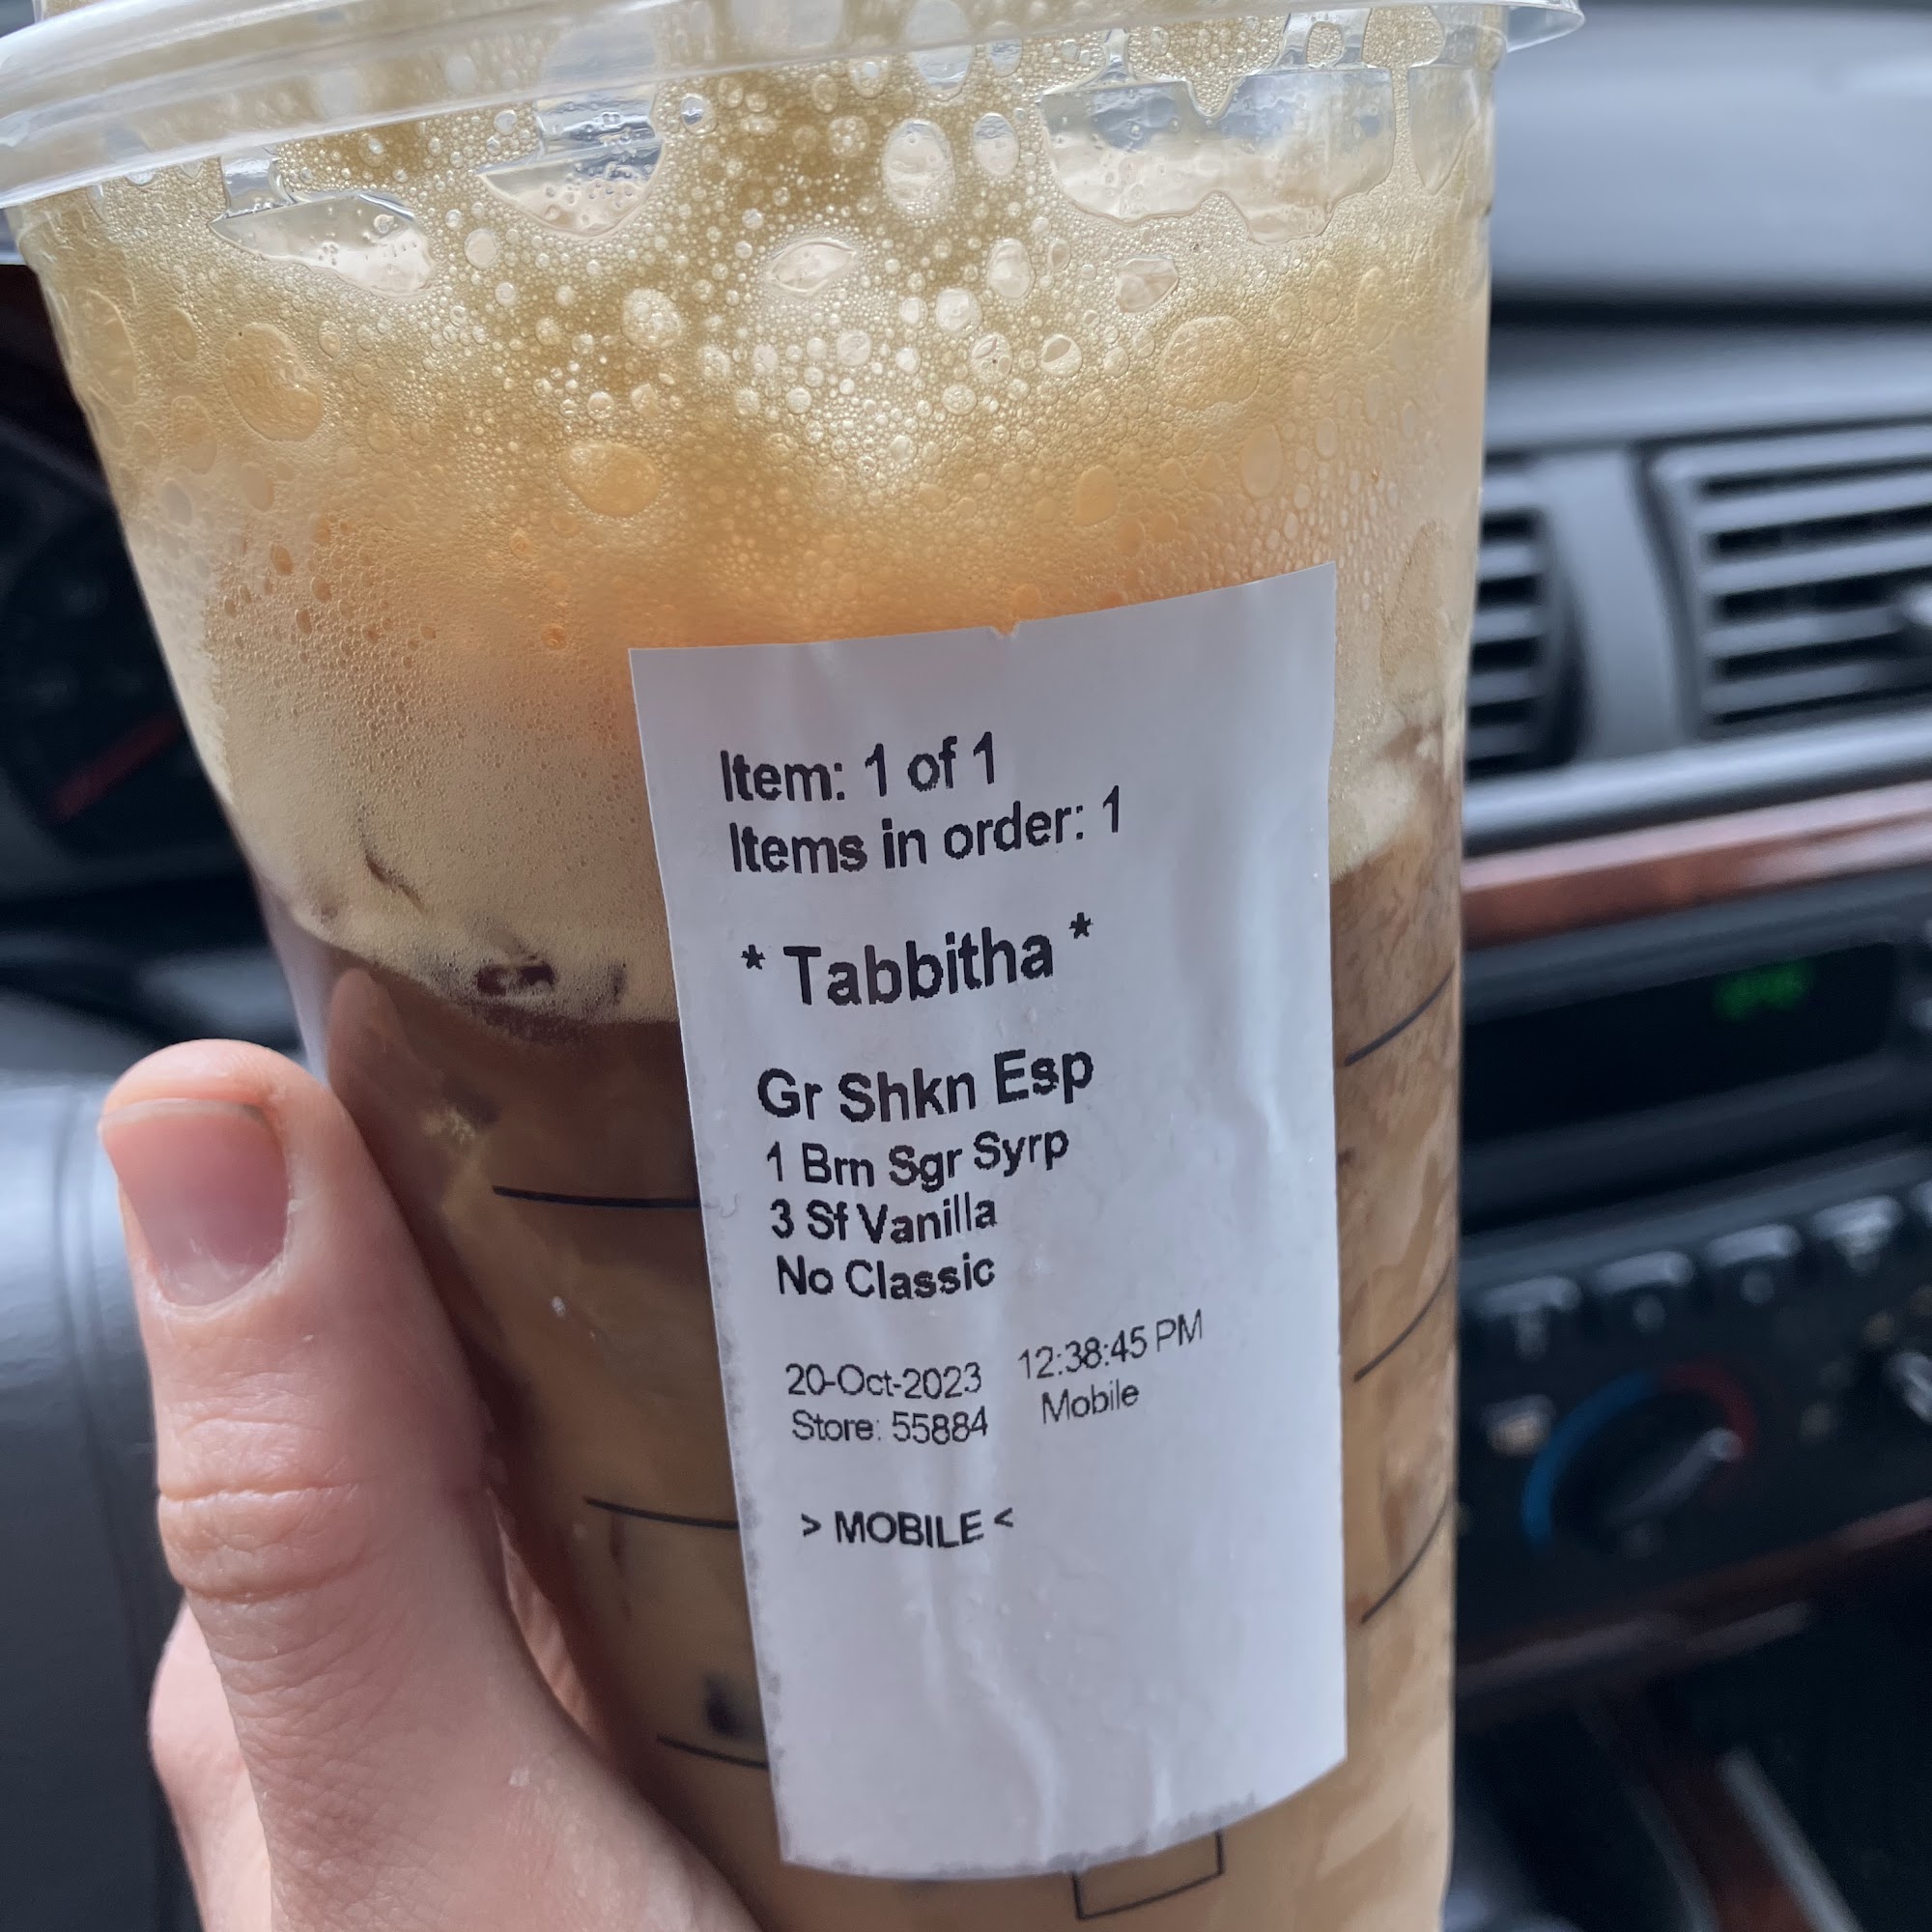 Item: 1 of 1
Items in order: 1
* Tabbitha *
Gr Shkn Esp
1 Brn Sgr Syrp
3 Sf Vanilla
No Classic
20-Oct-2023 12:38:45 PM
Store: 55884 Mobile
> MOBILE <